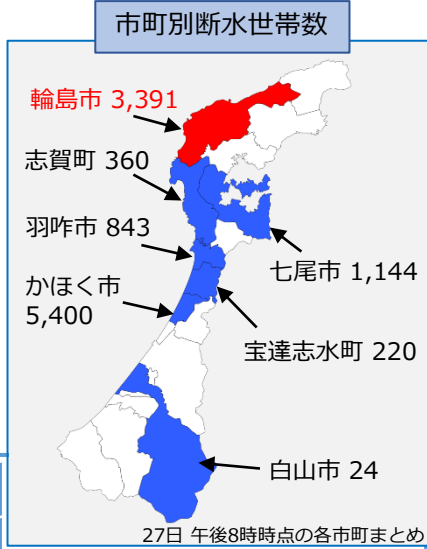 市町別断水世帯数
輪島市 3,391
志賀町 360
羽咋市 843
かほく市
5,400
七尾市 1,144
宝達志水町 220
白山市 24
27日 午後8時時点の各市町まとめ